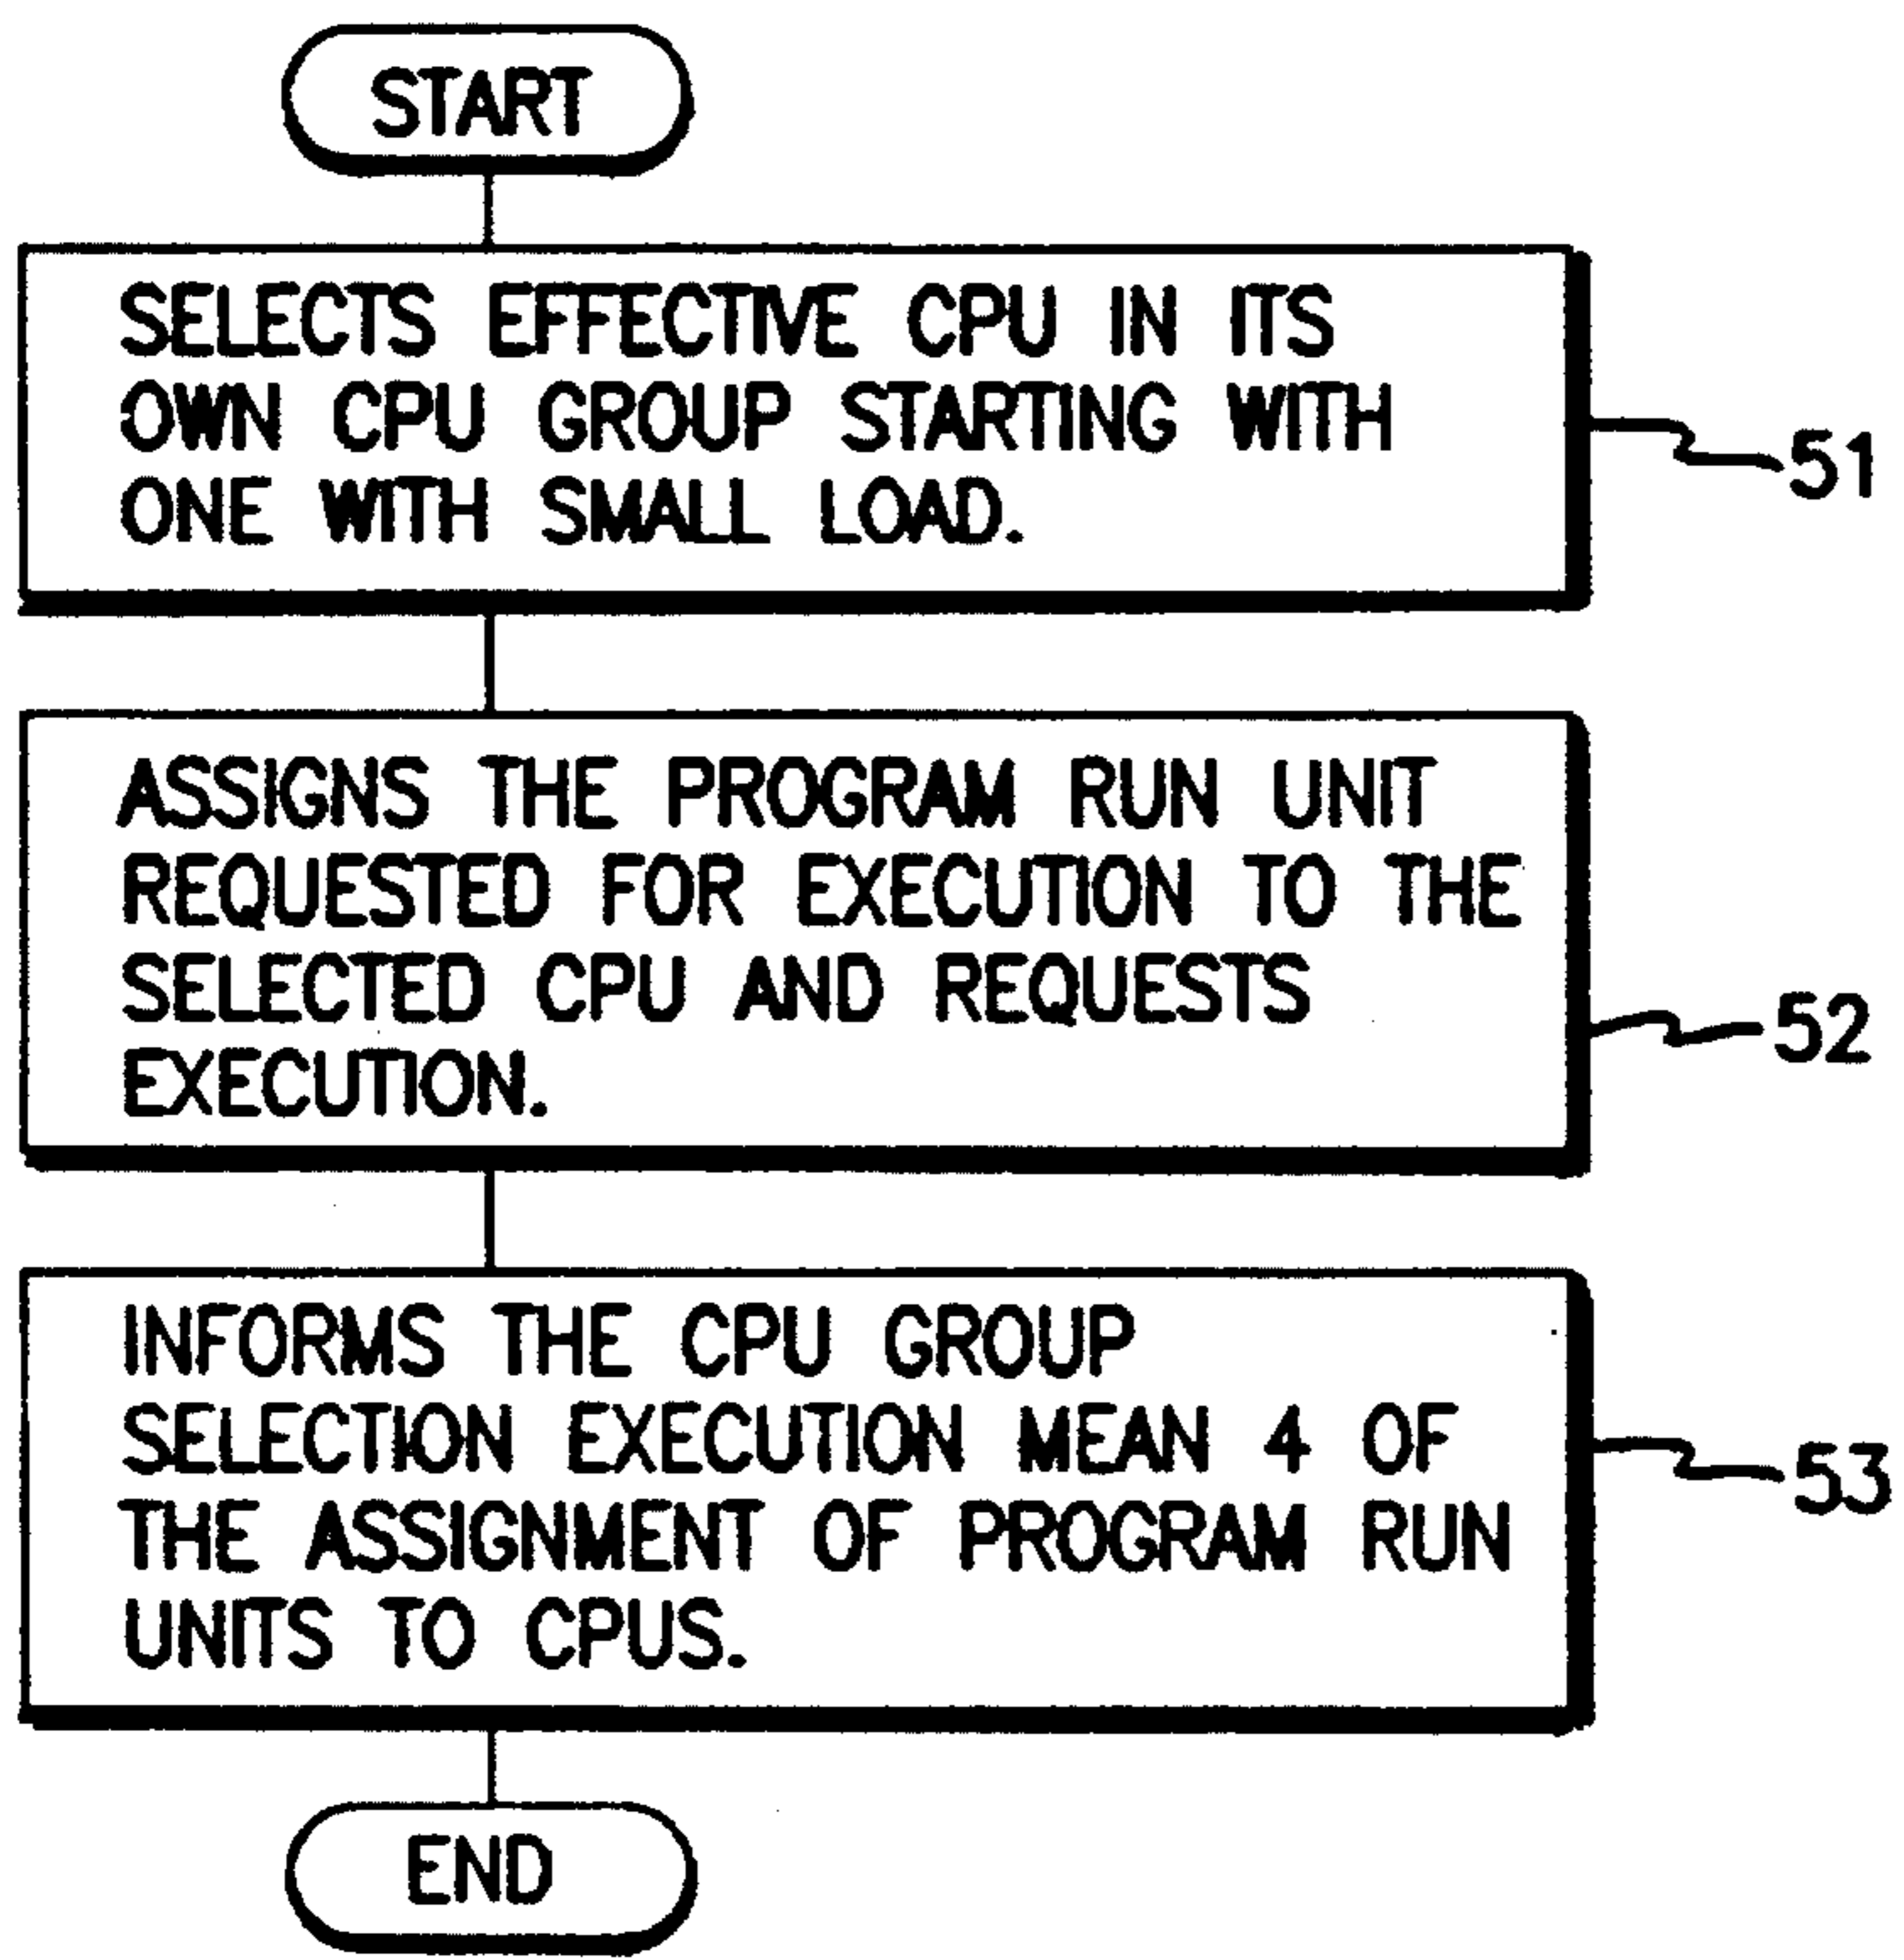 START
SELECTS EFFECTIVE CPU IN ITS
OWN CPU GROUP STARTING WITH
ONE WITH SMALL LOAD.
51
ASSIGNS THE PROGRAM RUN UNIT
REQUESTED FOR EXECUTION TO THE
SELECTED CPU AND REQUESTS
EXECUTION.
52
INFORMS THE CPU GROUP
SELECTION EXECUTION MEAN 4 OF
THE ASSIGNMENT OF PROGRAM RUN
UNITS TO CPUS.
53
END